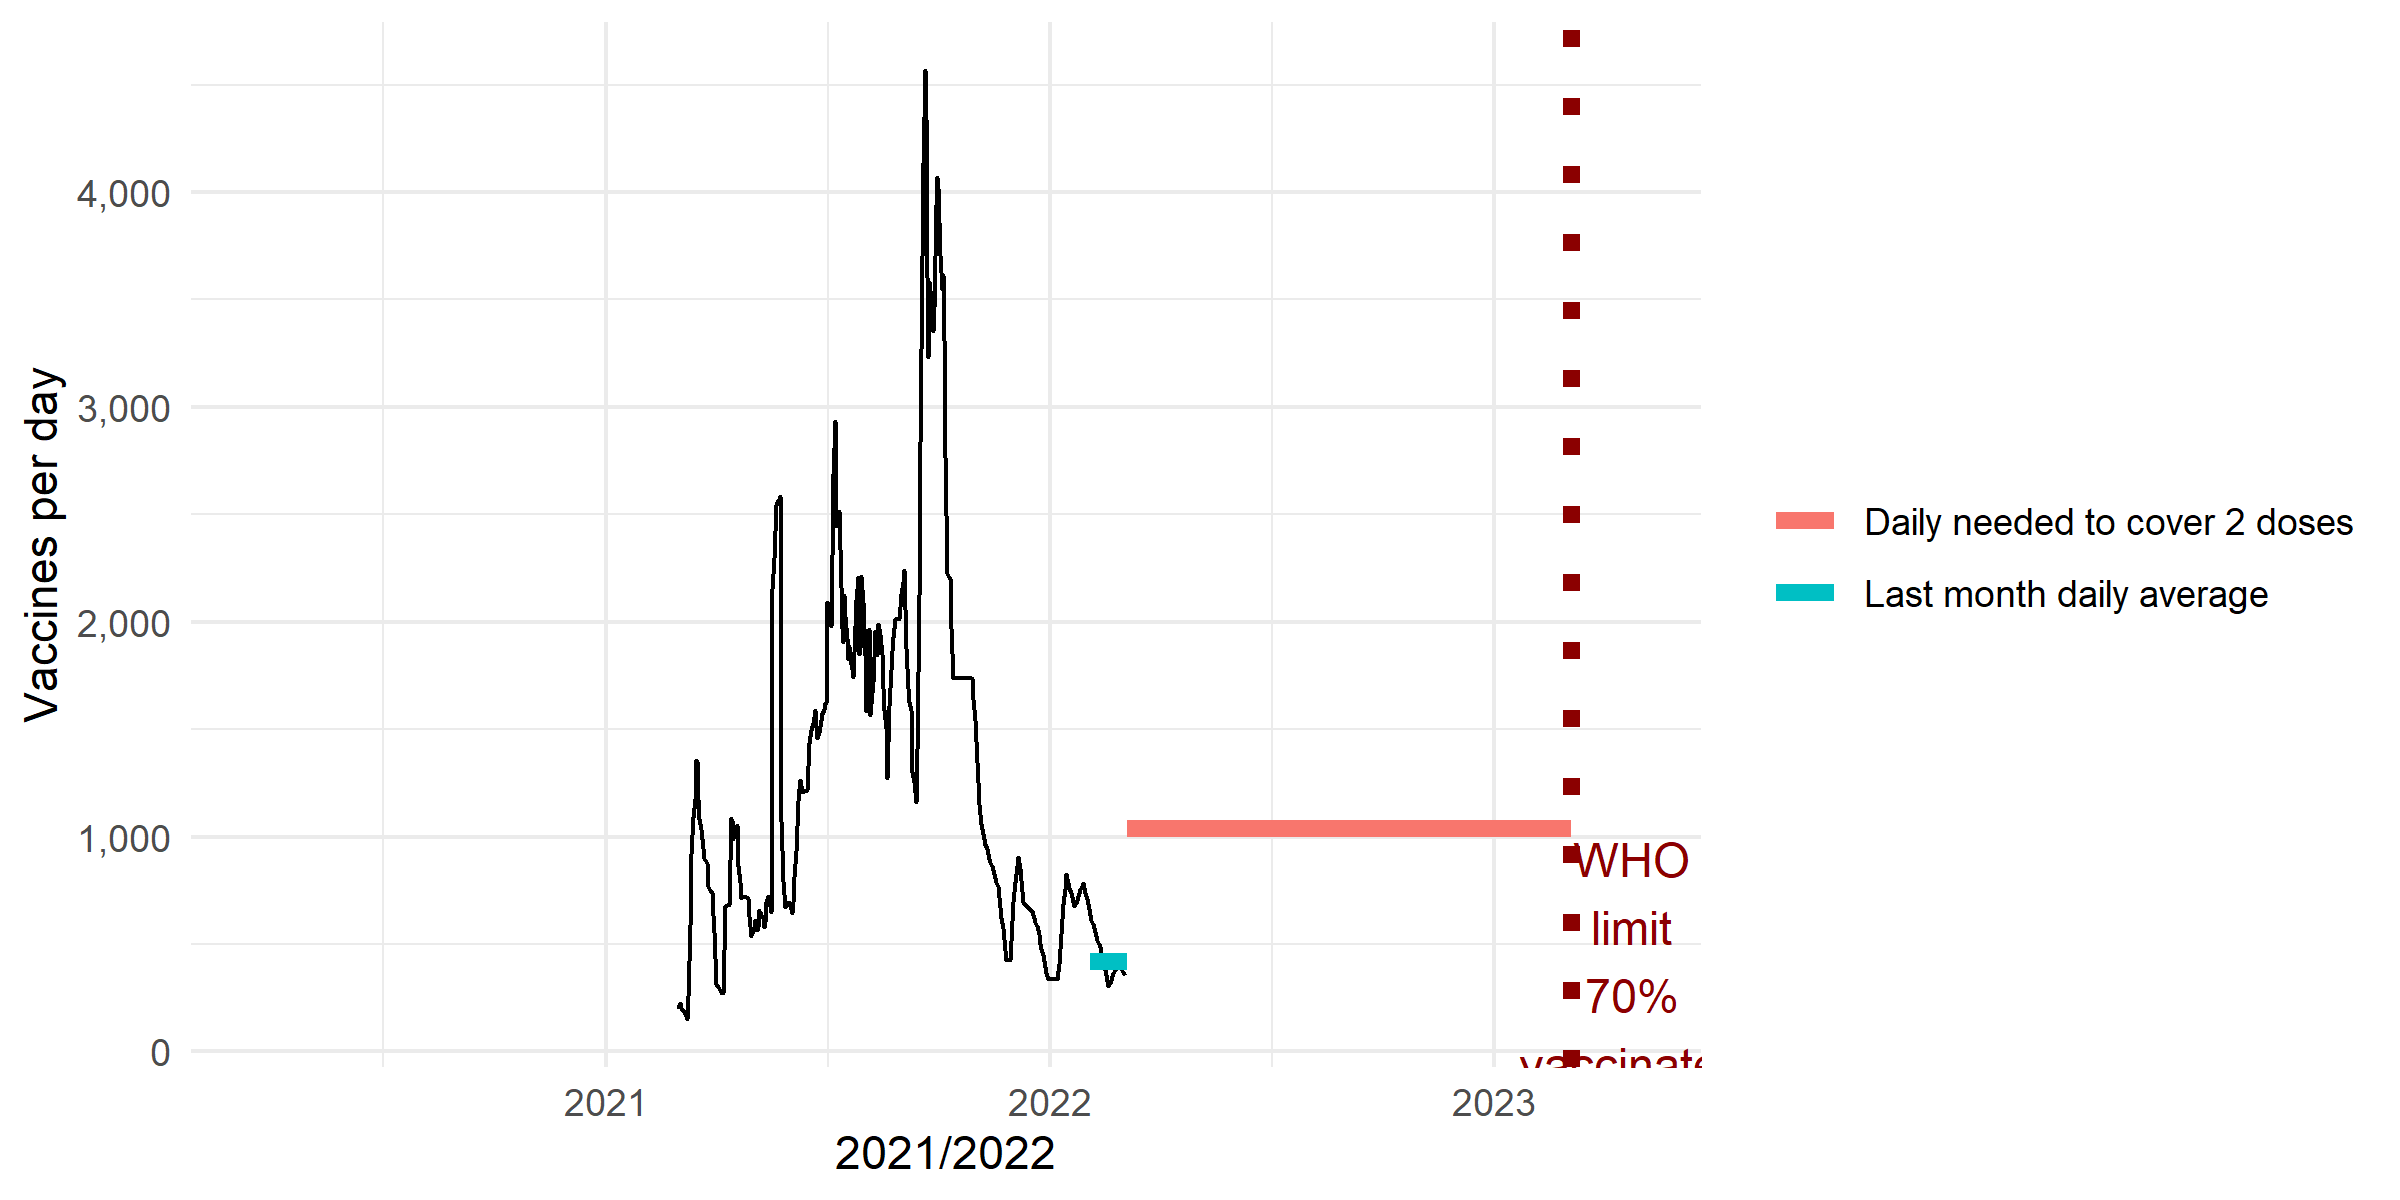 Vaccines per day
4,000
3,000
2,000
1,000
0
2021
2022
2023
2021/2022
WHO
limit
70%
Daily needed to cover 2 doses
Last month daily average